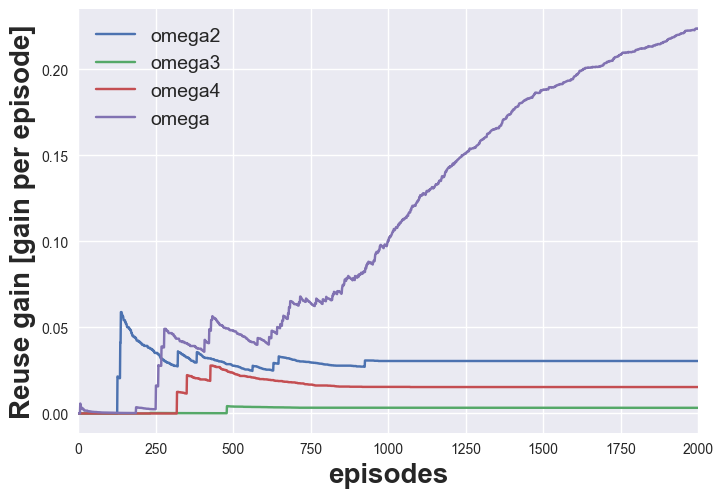 omega2
omega3
omega4
omega
Reuse gain [gain per episode]
0.20
0.15
0.10
0.05
0.00
0 250 500 750 1000 1250 1500 1750 2000
episodes